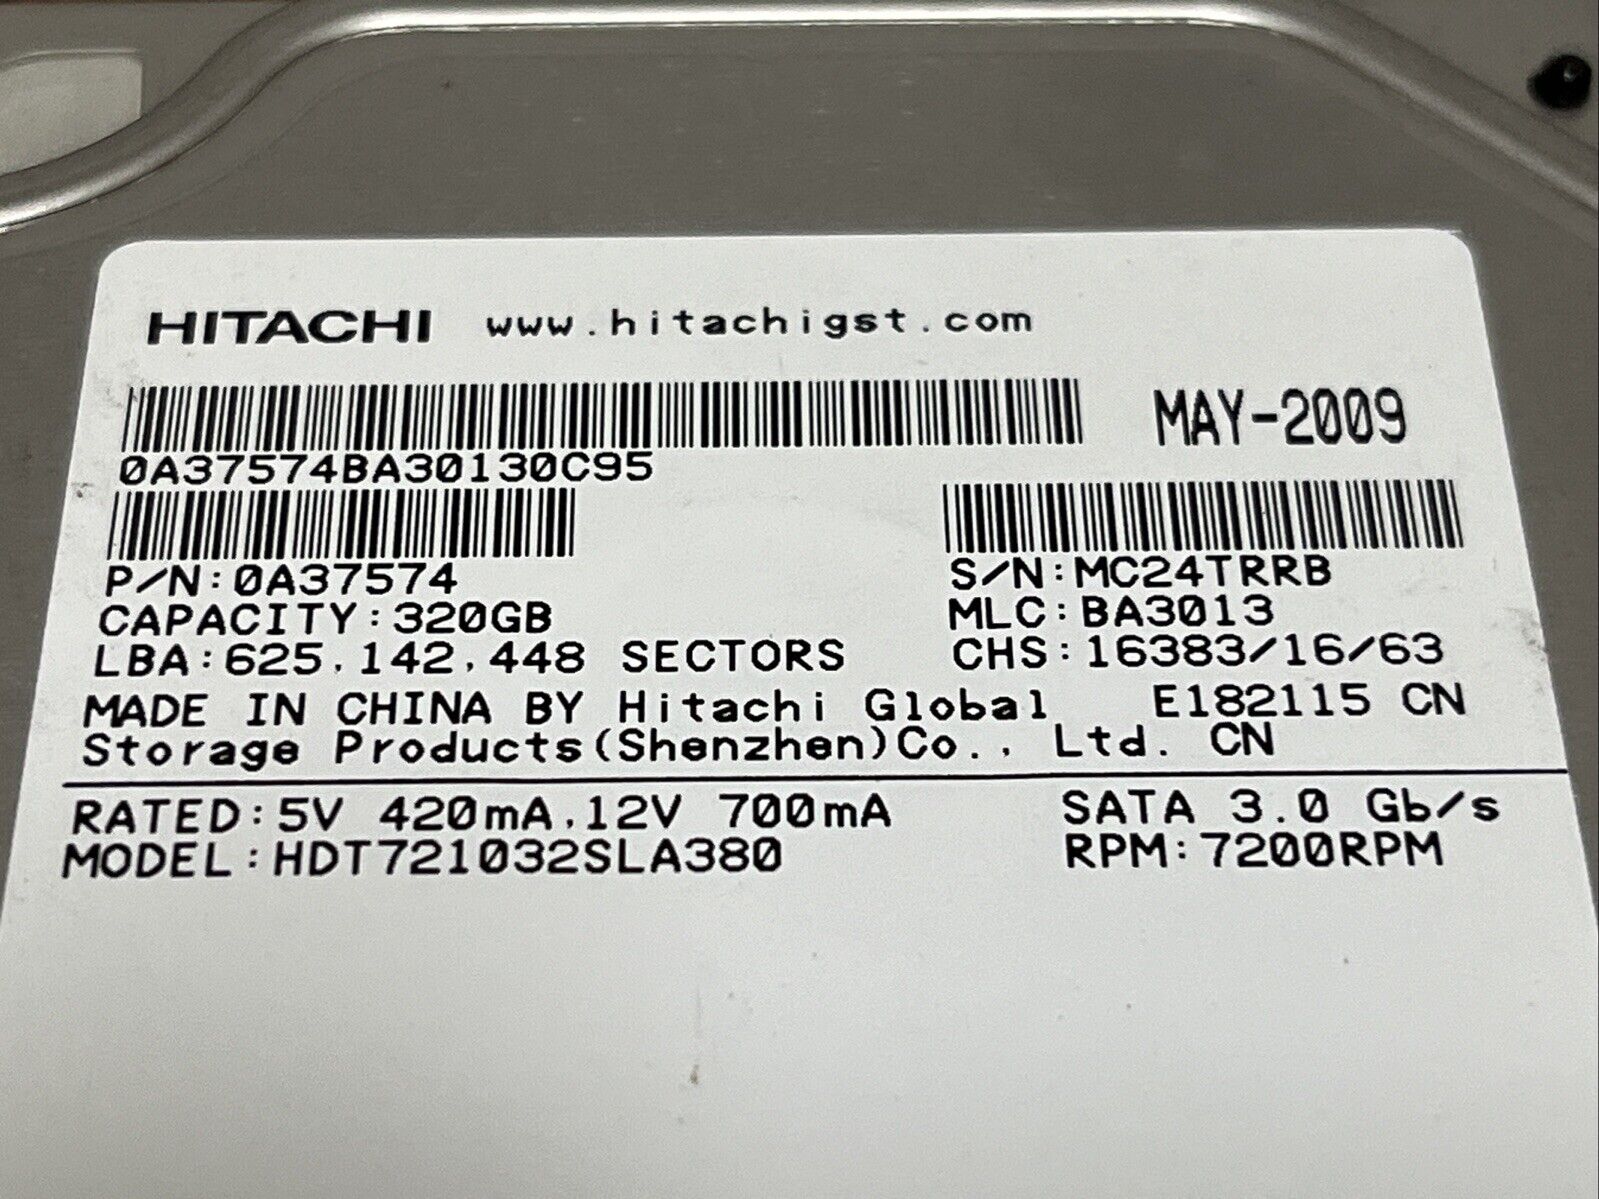 HITACHI www.hitachigst.com
MAY-2009
0A37574BA30130C95
P/N:0A37574 S/N:MC24TRRB
CAPACITY:320GB MLC:BA3013
LBA:625,142,448 SECTORS CHS:16383/16/63
MADE IN CHINA BY Hitachi Global E182115 CN
Storage Products(Shenzhen)Co., Ltd. CN
RATED:5V 420mA,12V 700mA SATA 3.0 Gb/s
MODEL:HDT721032SLA380 RPM:7200RPM